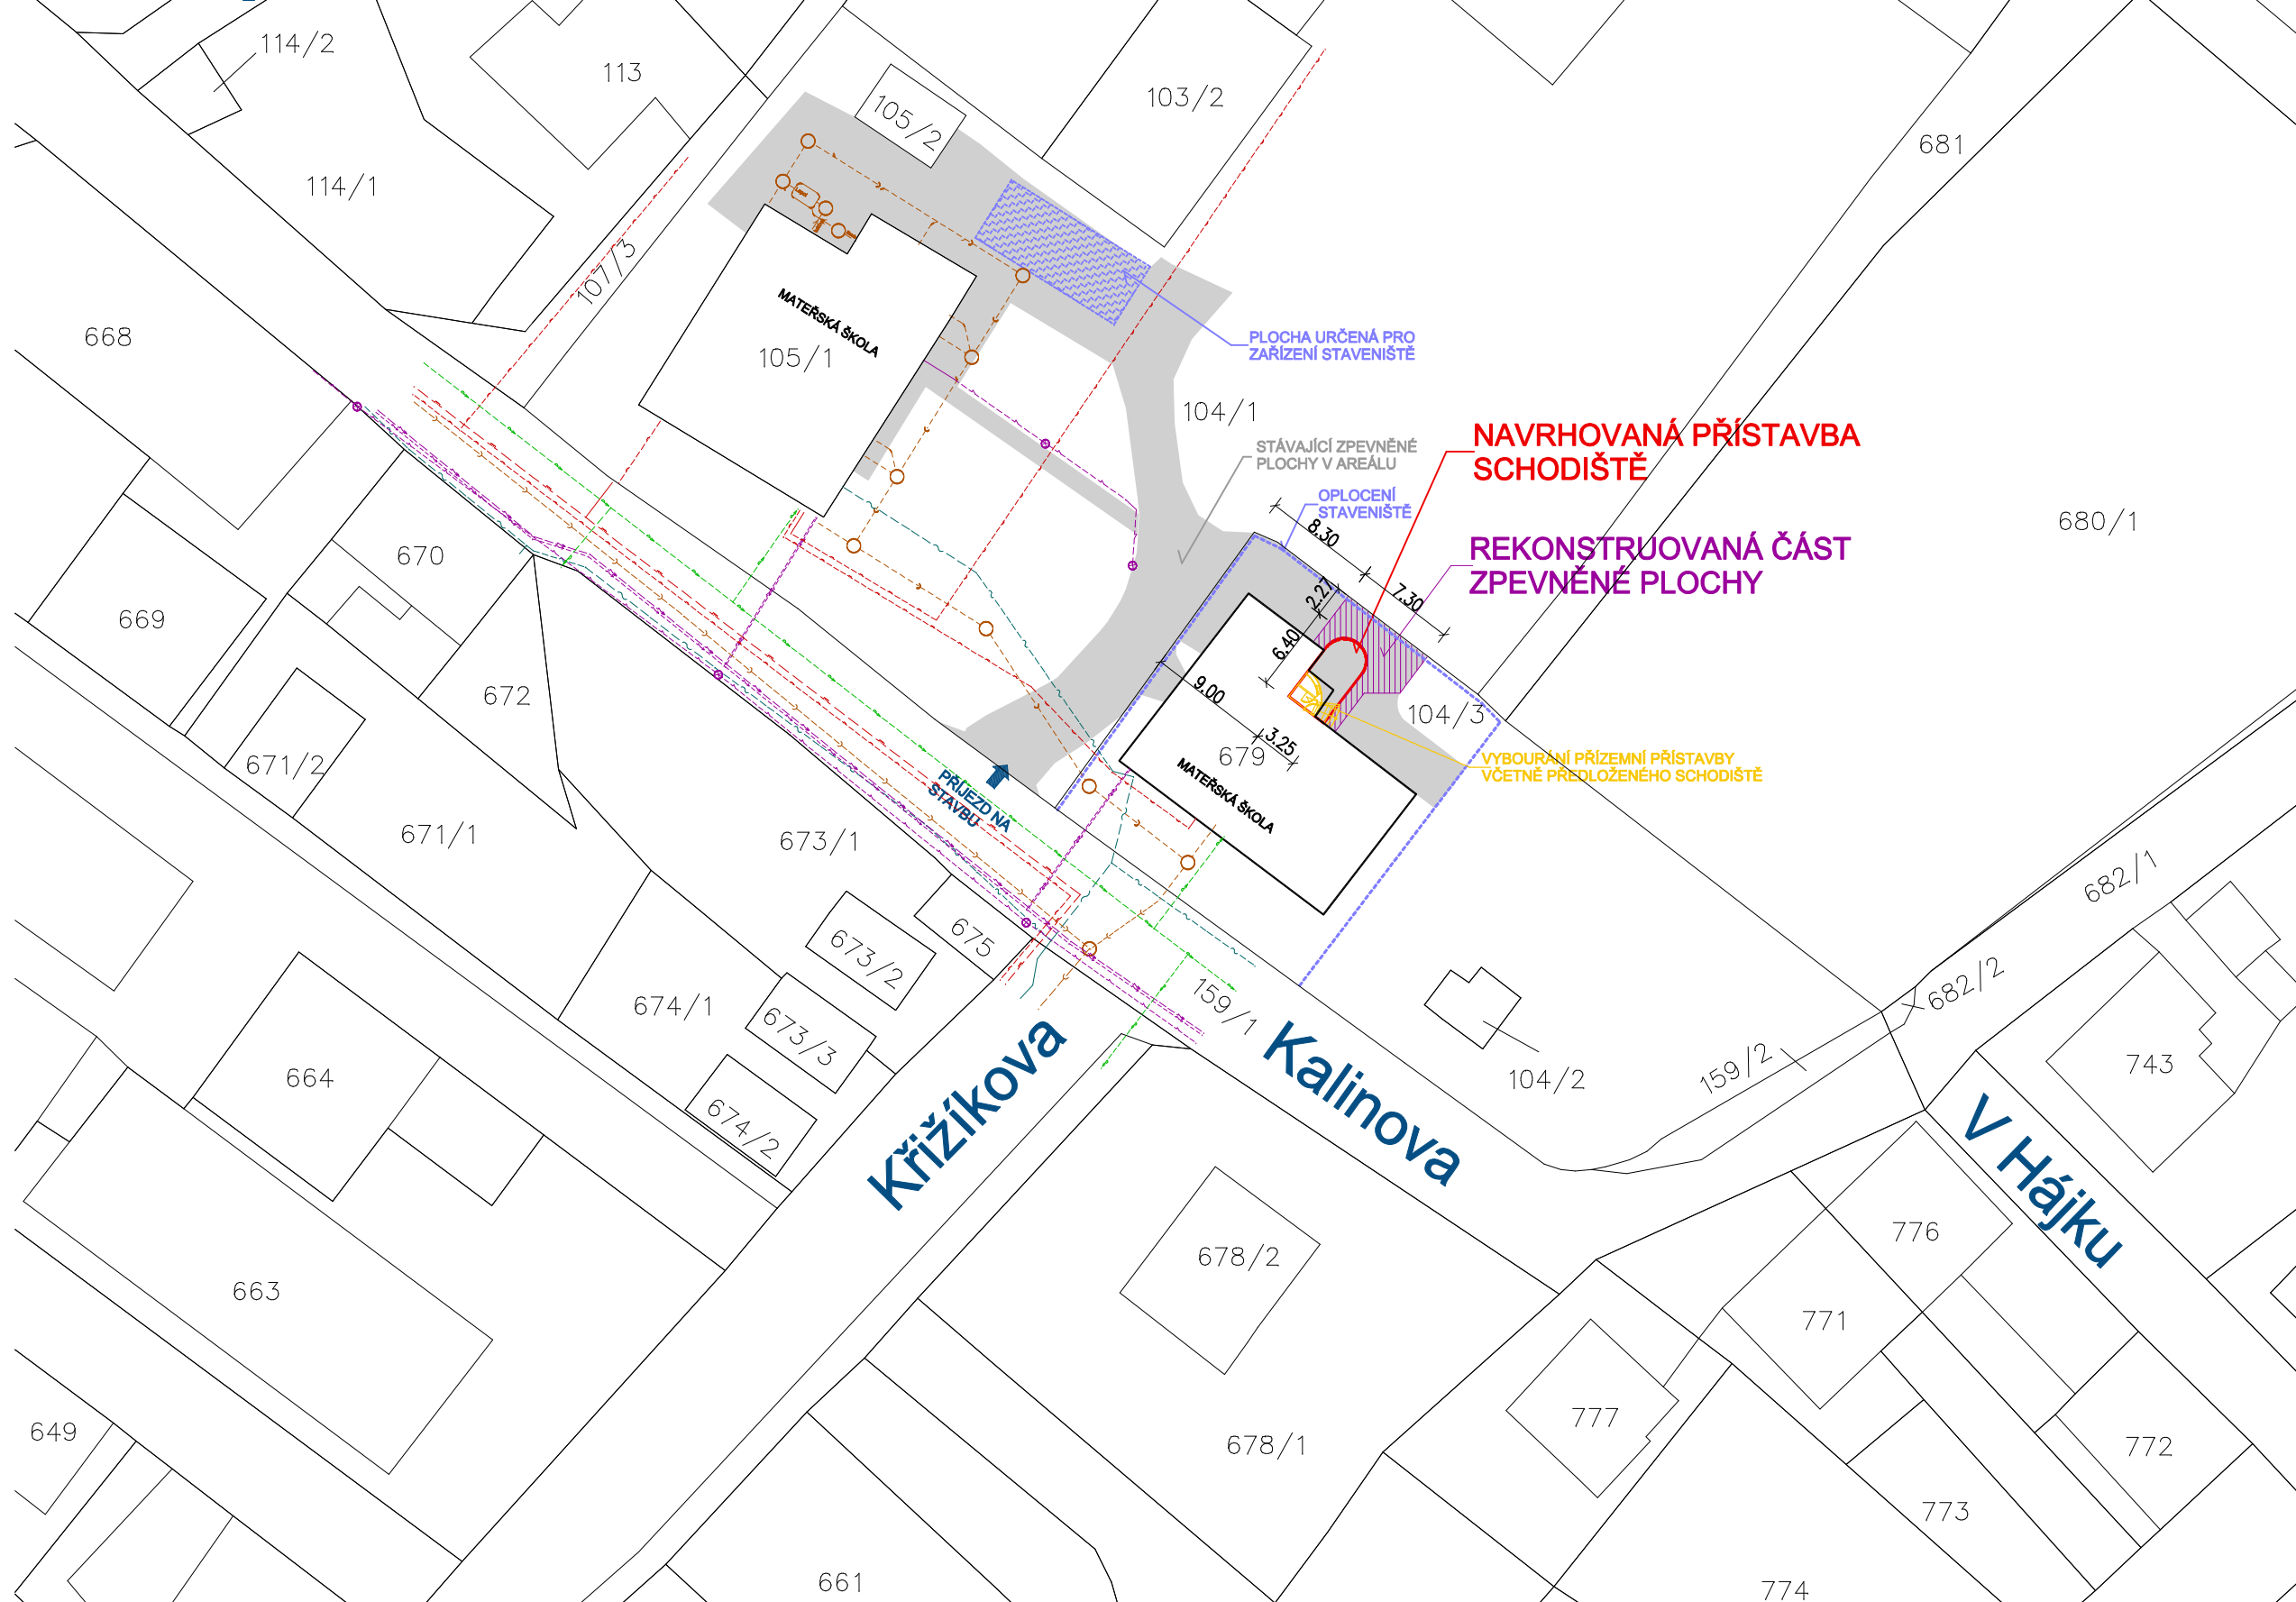 114/2
113
103/2
105/2
681
114/1
107/3
MATEŘSKÁ ŠKOLA
105/1
668
PLOCHA URČENÁ PRO
ZAŘÍZENÍ STAVENIŠTĚ
104/1
NAVRHOVANÁ PŘÍSTAVBA
SCHODIŠTĚ
STÁVAJÍCÍ ZPEVNĚNÉ
PLOCHY V AREÁLU
OPLOCENÍ
STAVENIŠTĚ
8.30
680/1
REKONSTRUOVANÁ ČÁST
ZPEVNĚNÉ PLOCHY
670
2.27
7.30
669
6.40
672
9.00
104/3
3.25
679
MATEŘSKÁ ŠKOLA
VYBOURÁNÍ PŘÍZEMNÍ PŘÍSTAVBY
VČETNĚ PŘEDLOŽENÉHO SCHODIŠTĚ
671/2
PŘÍJEZD NA
STAVBU
671/1
673/1
682/1
675
673/2
682/2
674/1
159/1
673/3
Křižíkova
Kalinova
159/2
743
664
104/2
674/2
V Hájku
776
678/2
663
771
777
649
678/1
772
773
661
774